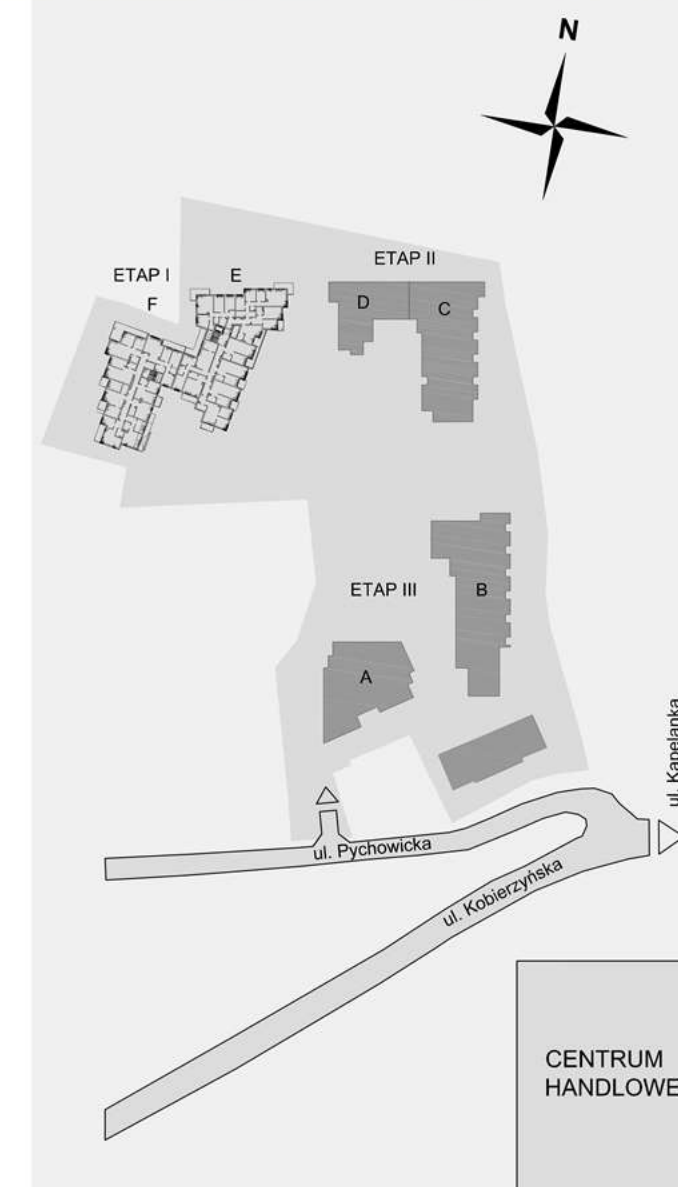 N
ETAP II
ETAP I
E
F
D
C
ETAP III
B
A
ul. Kapelanka
ul. Pychowicka
ul. Kobierzyńska
CENTRUM
HANDLOWE